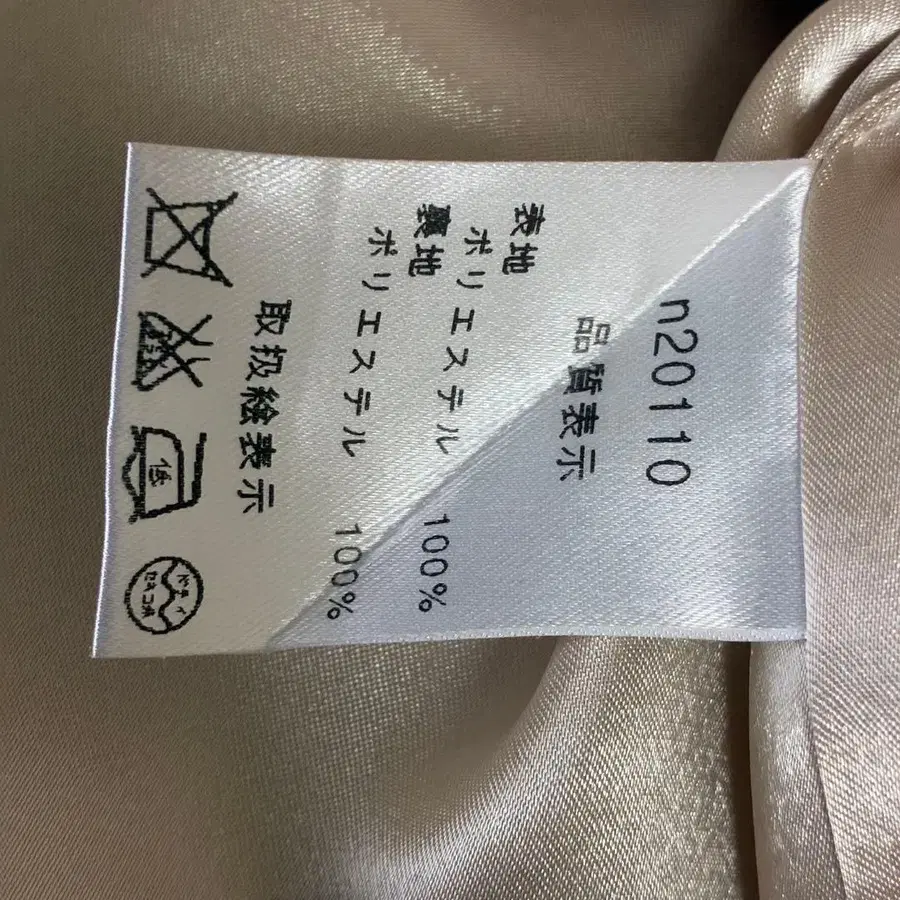 n20110
品質表示
表地
ポリエステル 100%
裏地
ポリエステル 100%
取扱絵表示
低